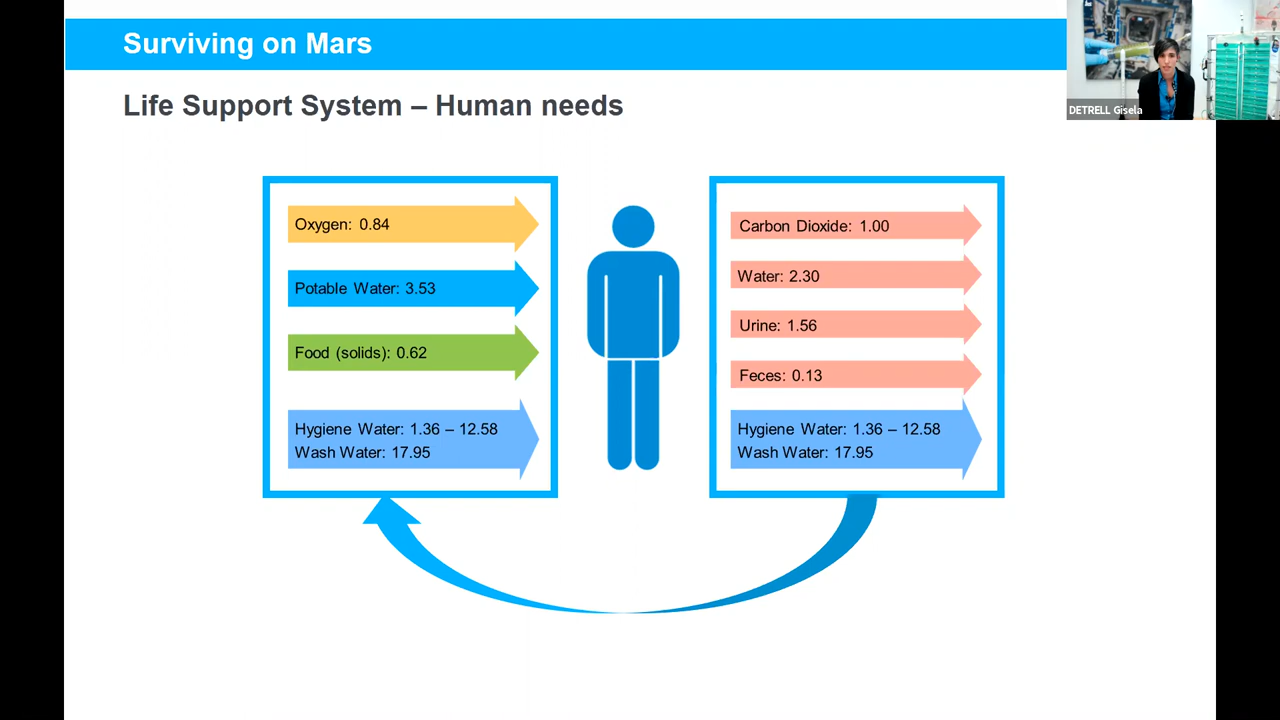 Surviving on Mars
DETRELL Gisela
Life Support System – Human needs
Oxygen: 0.84
Potable Water: 3.53
Food (solids): 0.62
Hygiene Water: 1.36 – 12.58
Wash Water: 17.95
Carbon Dioxide: 1.00
Water: 2.30
Urine: 1.56
Feces: 0.13
Hygiene Water: 1.36 – 12.58
Wash Water: 17.95